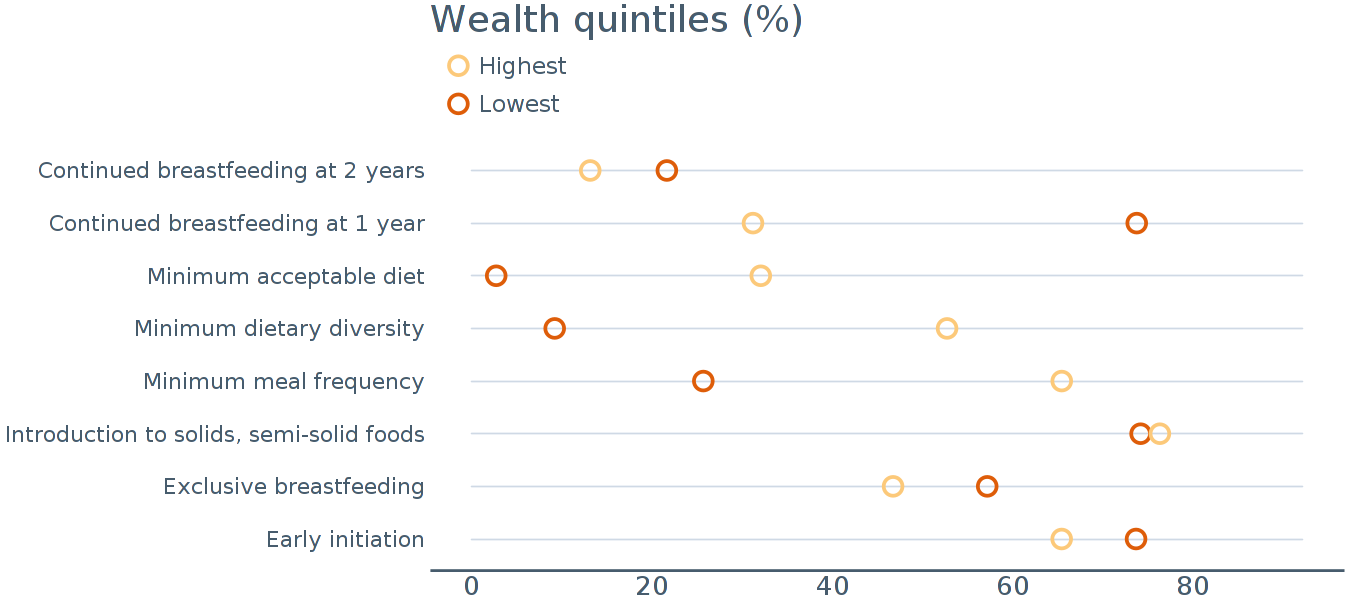 Wealth quintiles (%)
Highest
Lowest
Continued breastfeeding at 2 years
Continued breastfeeding at 1 year
Minimum acceptable diet
Minimum dietary diversity
Minimum meal frequency
Introduction to solids, semi-solid foods
Exclusive breastfeeding
Early initiation
0 20 40 60 80